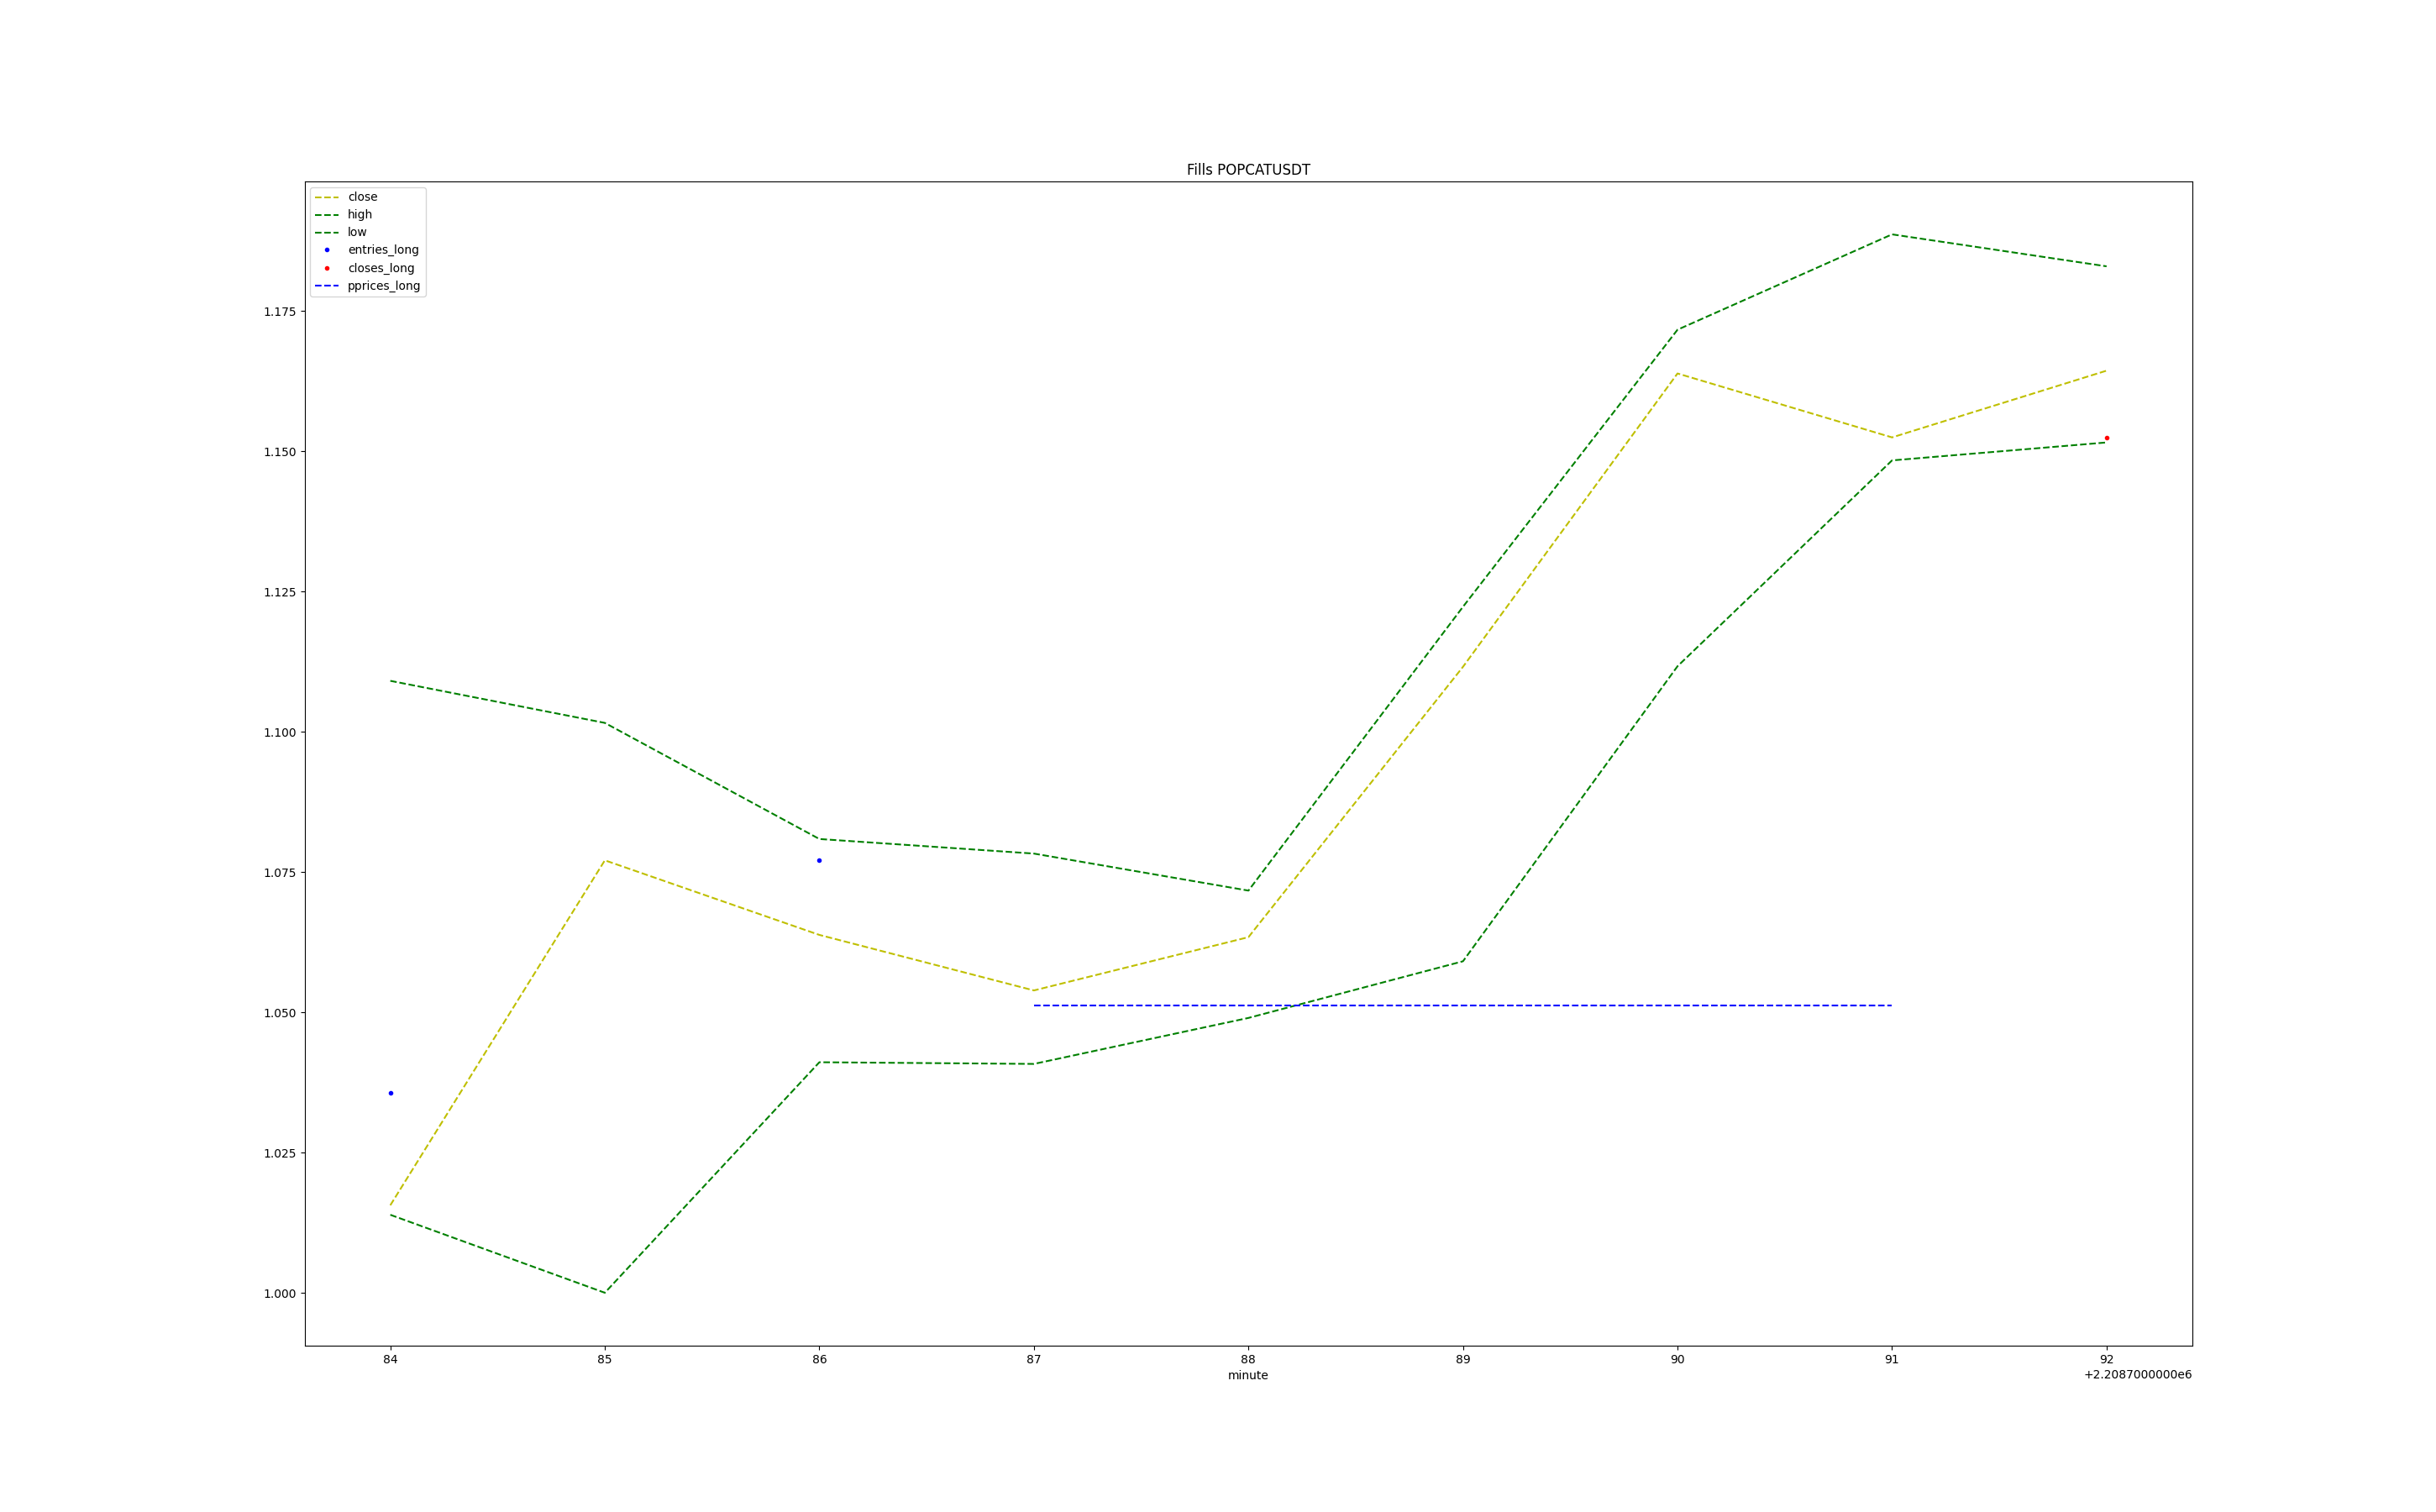 Fills POPCATUSDT
close
high
low
entries_long
closes_long
pprices_long
1.175
1.150
1.125
1.100
1.075
1.050
1.025
1.000
84 85 86 87 88 89 90 91 92
minute
+2.2087000000e6